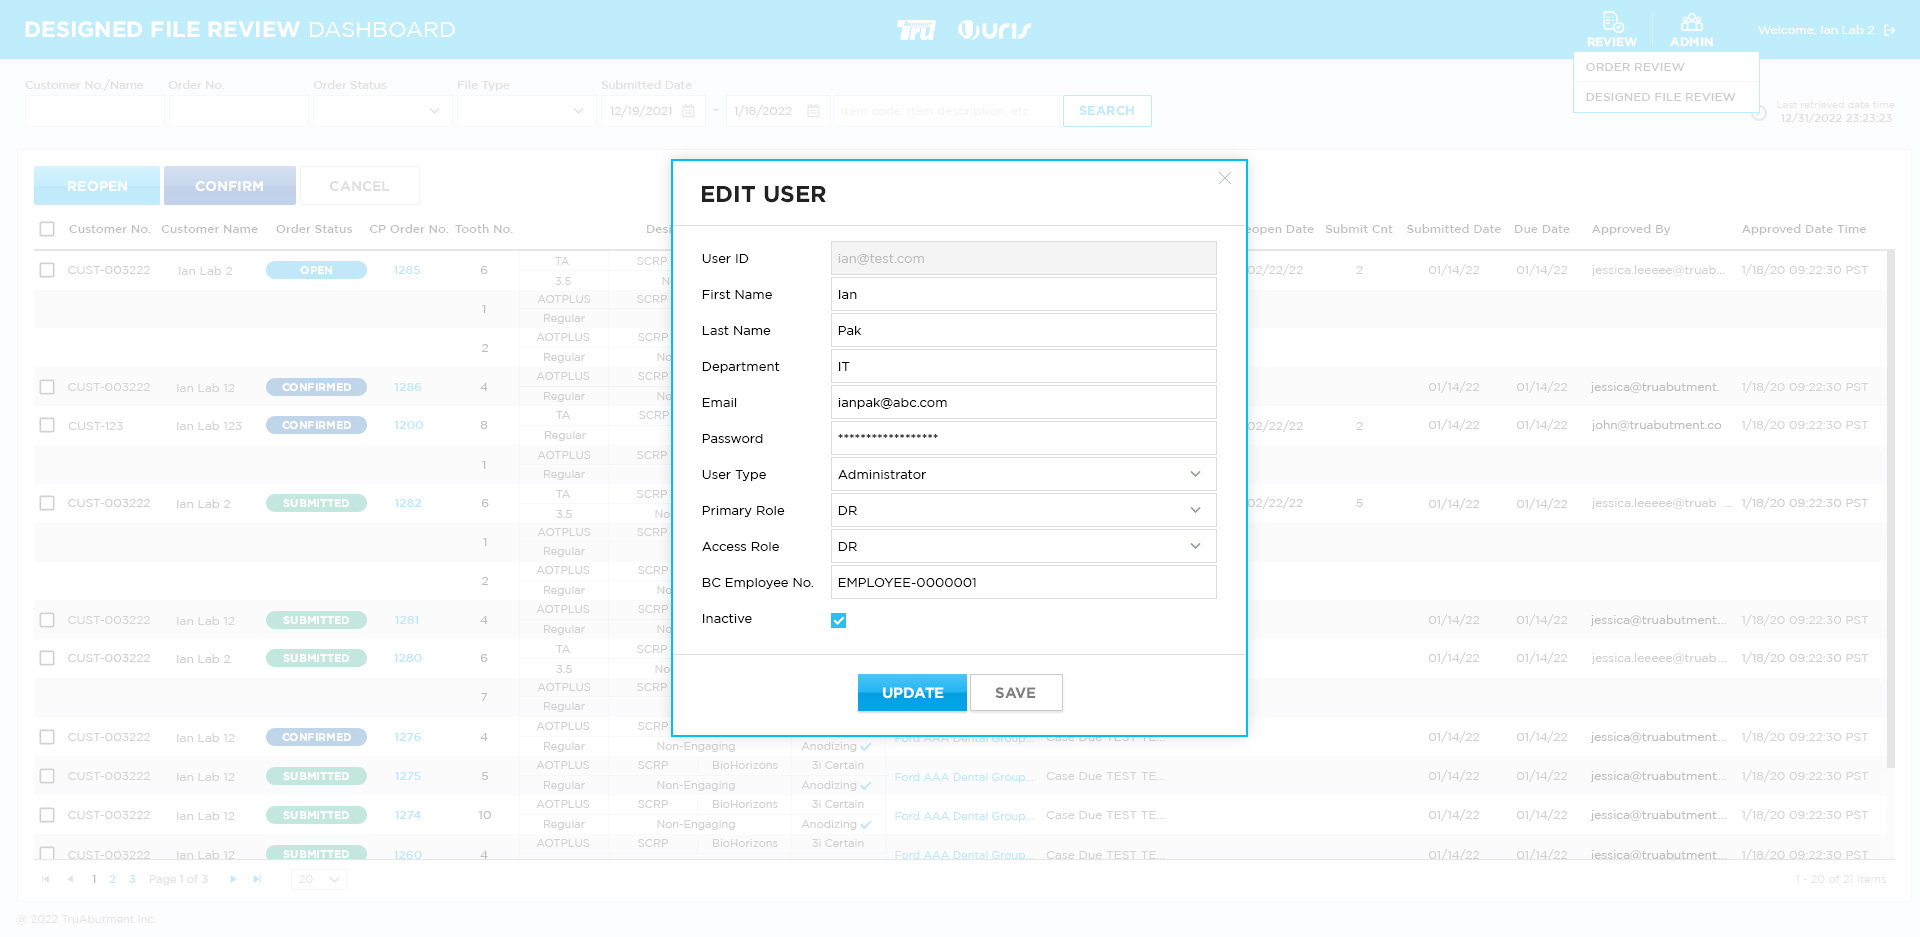 DESIGNED FILE REVIEW DASHBOARD
TruAbutment Tru uris
REVIEW ADMIN Welcome, Ian Lab 2
ORDER REVIEW
DESIGNED FILE REVIEW
Customer No./Name Order No. Order Status File Type Submitted Date
12/19/2021 - 1/18/2022 Item code, Item description, etc. SEARCH
Last retrieved date time
12/31/2022 23:23:23
REOPEN CONFIRM CANCEL
Customer No. Customer Name Order Status CP Order No. Tooth No. Desi eopen Date Submit Cnt Submitted Date Due Date Approved By Approved Date Time
CUST-003222 Ian Lab 2 OPEN 1285 6 TA SCRP 02/22/22 2 01/14/22 01/14/22 jessica.leeeee@truab... 1/18/20 09:22:30 PST
3.5 N
1 AOTPLUS SCRP
Regular
2 AOTPLUS SCRP
Regular No
CUST-003222 Ian Lab 12 CONFIRMED 1286 4 AOTPLUS SCRP 01/14/22 01/14/22 jessica@truabutment. 1/18/20 09:22:30 PST
Regular No
CUST-123 Ian Lab 123 CONFIRMED 1200 8 TA SCRP 02/22/22 2 01/14/22 01/14/22 john@truabutment.co 1/18/20 09:22:30 PST
Regular
1 AOTPLUS SCRP
Regular
CUST-003222 Ian Lab 2 SUBMITTED 1282 6 TA SCRP 02/22/22 5 01/14/22 01/14/22 jessica.leeeee@truab ... 1/18/20 09:22:30 PST
3.5 No
1 AOTPLUS SCRP
Regular
2 AOTPLUS SCRP
Regular No
CUST-003222 Ian Lab 12 SUBMITTED 1281 4 AOTPLUS SCRP 01/14/22 01/14/22 jessica@truabutment... 1/18/20 09:22:30 PST
Regular No
CUST-003222 Ian Lab 2 SUBMITTED 1280 6 TA SCRP 01/14/22 01/14/22 jessica.leeeee@truab... 1/18/20 09:22:30 PST
3.5 No
7 AOTPLUS SCRP
Regular
CUST-003222 Ian Lab 12 CONFIRMED 1276 4 AOTPLUS SCRP Ford AAA Dental Group... Case Due TEST TE... 01/14/22 01/14/22 jessica@truabutment... 1/18/20 09:22:30 PST
Regular Non-Engaging Anodizing
CUST-003222 Ian Lab 12 SUBMITTED 1275 5 AOTPLUS SCRP BioHorizons 3i Certain Ford AAA Dental Group... Case Due TEST TE... 01/14/22 01/14/22 jessica@truabutment... 1/18/20 09:22:30 PST
Regular Non-Engaging Anodizing
CUST-003222 Ian Lab 12 SUBMITTED 1274 10 AOTPLUS SCRP BioHorizons 3i Certain Ford AAA Dental Group... Case Due TEST TE... 01/14/22 01/14/22 jessica@truabutment... 1/18/20 09:22:30 PST
Regular Non-Engaging Anodizing
CUST-003222 Ian Lab 12 SUBMITTED 1260 4 AOTPLUS SCRP BioHorizons 3i Certain Ford AAA Dental Group... Case Due TEST TE... 01/14/22 01/14/22 jessica@truabutment... 1/18/20 09:22:30 PST
1 2 3 Page 1 of 3 20 1 - 20 of 21 items
@ 2022 TruAbutment Inc.
EDIT USER
User ID ian@test.com
First Name Ian
Last Name Pak
Department IT
Email ianpak@abc.com
Password ******************
User Type Administrator
Primary Role DR
Access Role DR
BC Employee No. EMPLOYEE-0000001
Inactive
UPDATE SAVE